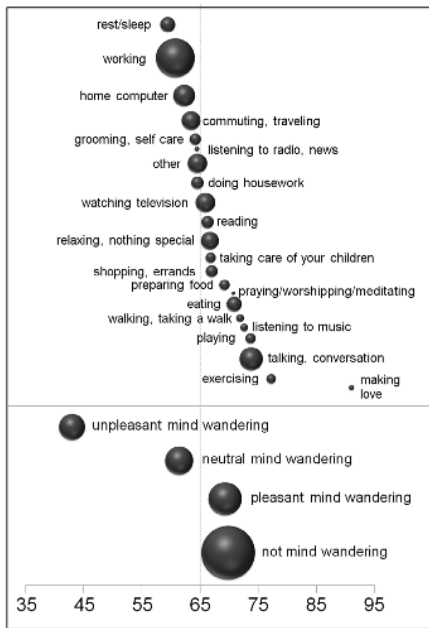 rest/sleep
working
home computer
commuting, traveling
grooming, self care
listening to radio, news
other
doing housework
watching television
reading
relaxing, nothing special
taking care of your children
shopping, errands
preparing food
praying/worshipping/meditating
eating
walking, taking a walk
listening to music
playing
talking, conversation
exercising
making
love
unpleasant mind wandering
neutral mind wandering
pleasant mind wandering
not mind wandering
35 45 55 65 75 85 95